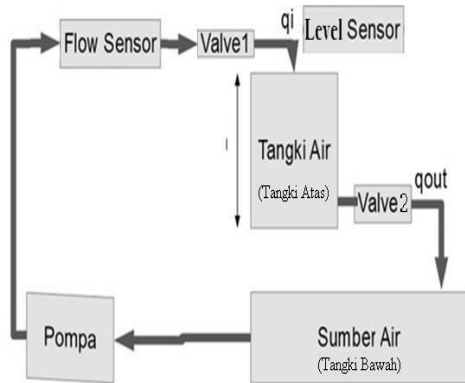 qi
Level Sensor
Flow Sensor
Valve1
l
Tangki Air
(Tangki Atas)
qout
Valve2
Pompa
Sumber Air
(Tangki Bawah)